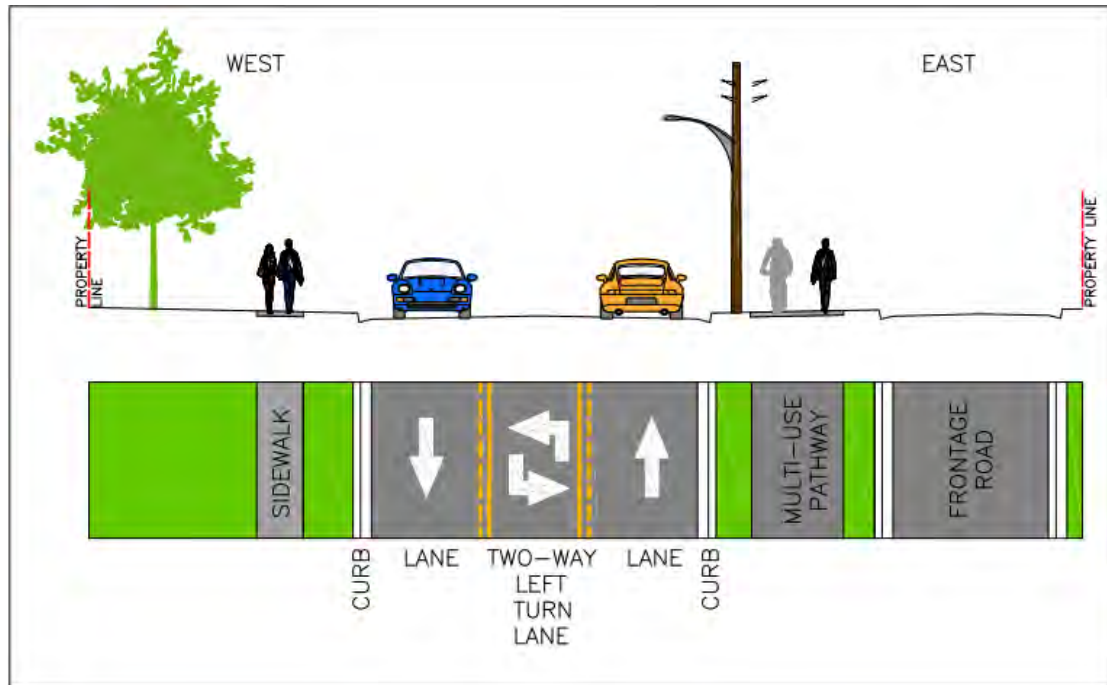 WEST
EAST
PROPERTY
LINE
PROPERTY LINE
SIDEWALK
MULTI-USE
PATHWAY
FRONTAGE
ROAD
CURB
LANE
TWO-WAY
LEFT
TURN
LANE
LANE
CURB